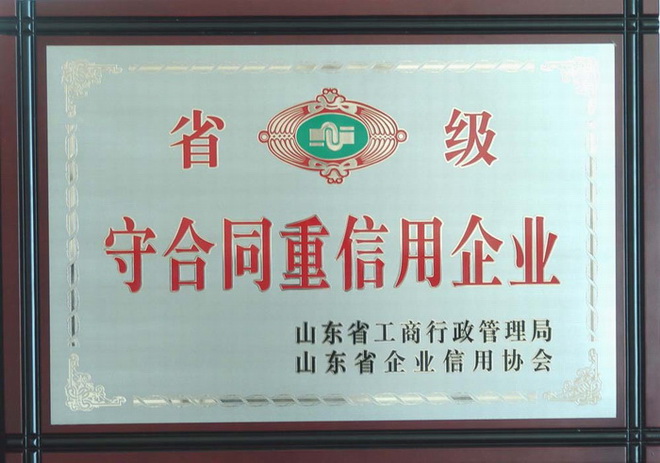 省级
守合同重信用企业
山东省工商行政管理局
山东省企业信用协会